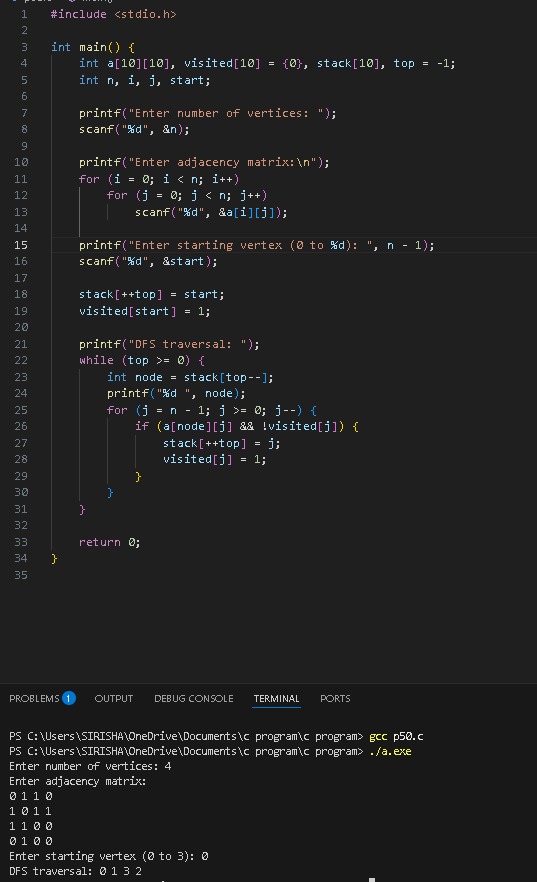 1 #include <stdio.h>
2
3 int main() {
4 int a[10][10], visited[10] = {0}, stack[10], top = -1;
5 int n, i, j, start;
6
7 printf("Enter number of vertices: ");
8 scanf("%d", &n);
9
10 printf("Enter adjacency matrix:\n");
11 for (i = 0; i < n; i++)
12 for (j = 0; j < n; j++)
13 scanf("%d", &a[i][j]);
14
15 printf("Enter starting vertex (0 to %d): ", n - 1);
16 scanf("%d", &start);
17
18 stack[++top] = start;
19 visited[start] = 1;
20
21 printf("DFS traversal: ");
22 while (top >= 0) {
23 int node = stack[top--];
24 printf("%d ", node);
25 for (j = n - 1; j >= 0; j--) {
26 if (a[node][j] && !visited[j]) {
27 stack[++top] = j;
28 visited[j] = 1;
29 }
30 }
31 }
32
33 return 0;
34 }
35
PROBLEMS 1 OUTPUT DEBUG CONSOLE TERMINAL PORTS
PS C:\Users\SIRISHA\OneDrive\Documents\c program\c program> gcc p50.c
PS C:\Users\SIRISHA\OneDrive\Documents\c program\c program> ./a.exe
Enter number of vertices: 4
Enter adjacency matrix:
0 1 1 0
1 0 1 1
1 1 0 0
0 1 0 0
Enter starting vertex (0 to 3): 0
DFS traversal: 0 1 3 2